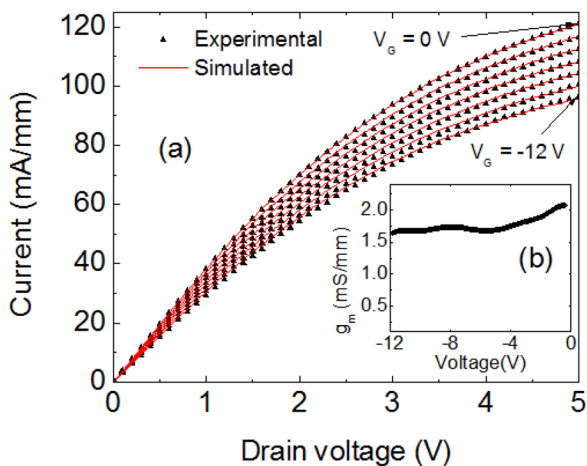 120
100
80
60
40
20
0
Current (mA/mm)
Experimental
Simulated
(a)
V_G = 0 V
V_G = -12 V
2.0
1.5
1.0
0.5
g_m (mS/mm)
(b)
-12 -8 -4 0
Voltage(V)
0 1 2 3 4 5
Drain voltage (V)